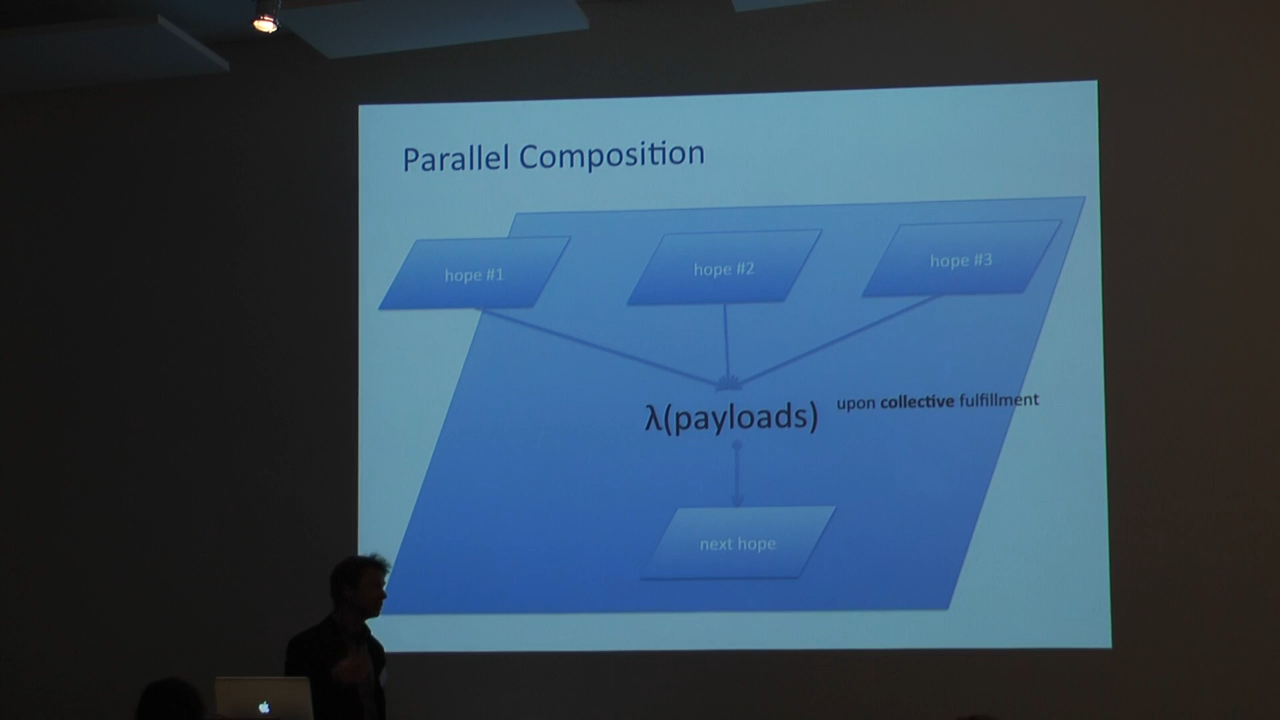 Parallel Composition
hope #1
hope #2
hope #3
λ(payloads)
upon collective fulfillment
next hope